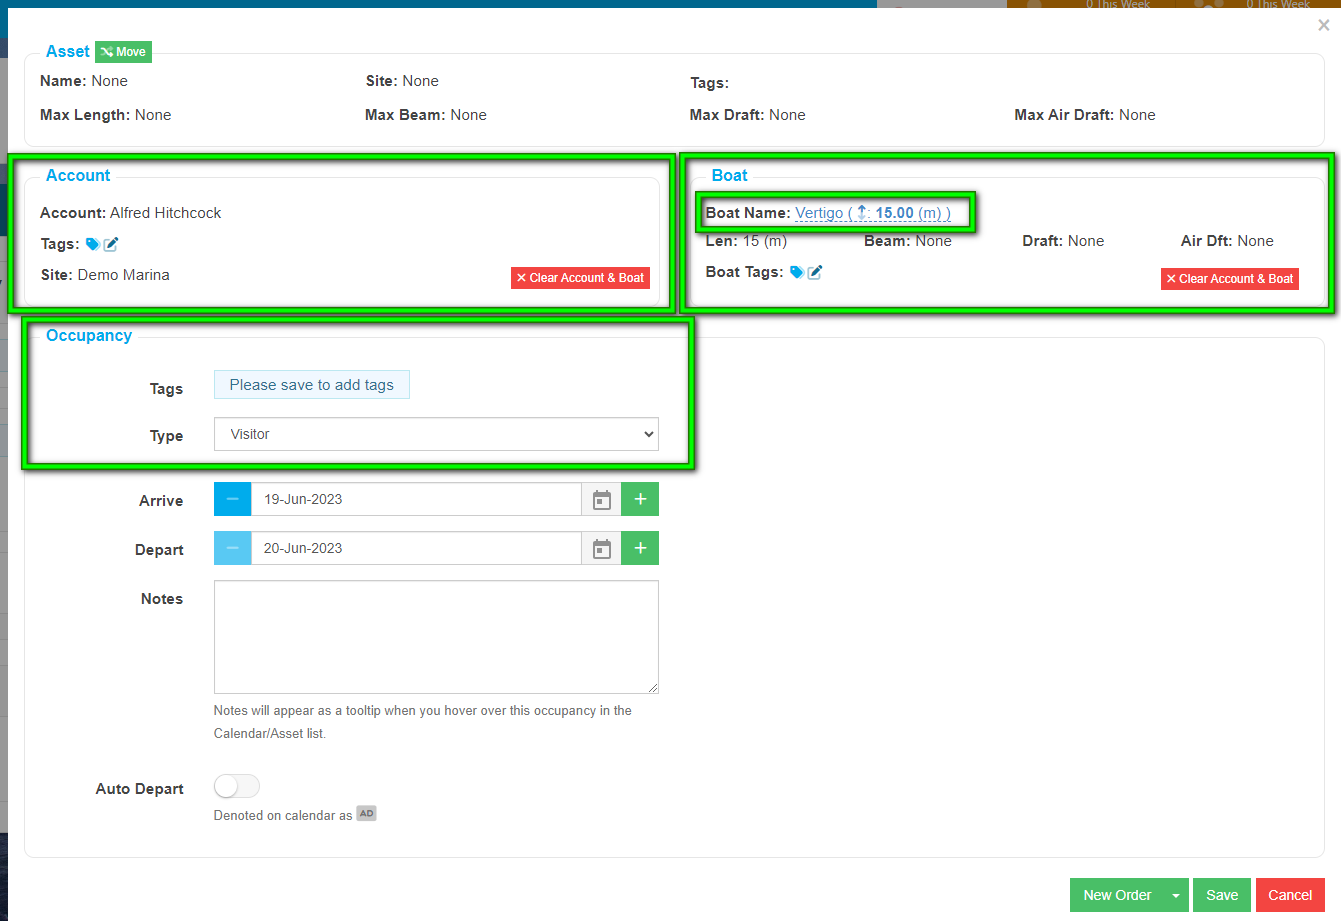 0 This Week 0 This Week
×
Asset Move
Name: None Site: None Tags:
Max Length: None Max Beam: None Max Draft: None Max Air Draft: None
Account
Account: Alfred Hitchcock
Tags:
Site: Demo Marina
× Clear Account & Boat
Boat
Boat Name: Vertigo ( ↕: 15.00 (m) )
Len: 15 (m) Beam: None Draft: None Air Dft: None
Boat Tags:
× Clear Account & Boat
Occupancy
Tags Please save to add tags
Type Visitor
Arrive − 19-Jun-2023 +
Depart − 20-Jun-2023 +
Notes
Notes will appear as a tooltip when you hover over this occupancy in the
Calendar/Asset list.
Auto Depart
Denoted on calendar as AD
New Order Save Cancel